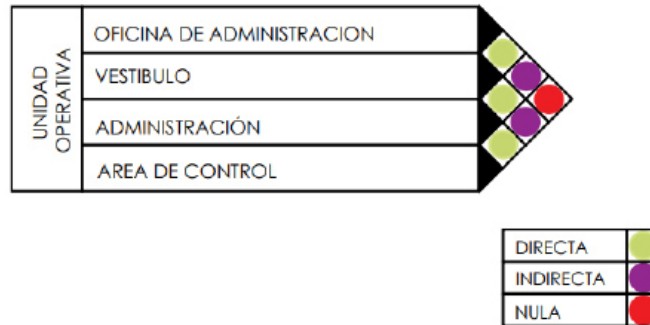 UNIDAD
OPERATIVA
OFICINA DE ADMINISTRACION
VESTIBULO
ADMINISTRACIÓN
AREA DE CONTROL
DIRECTA
INDIRECTA
NULA